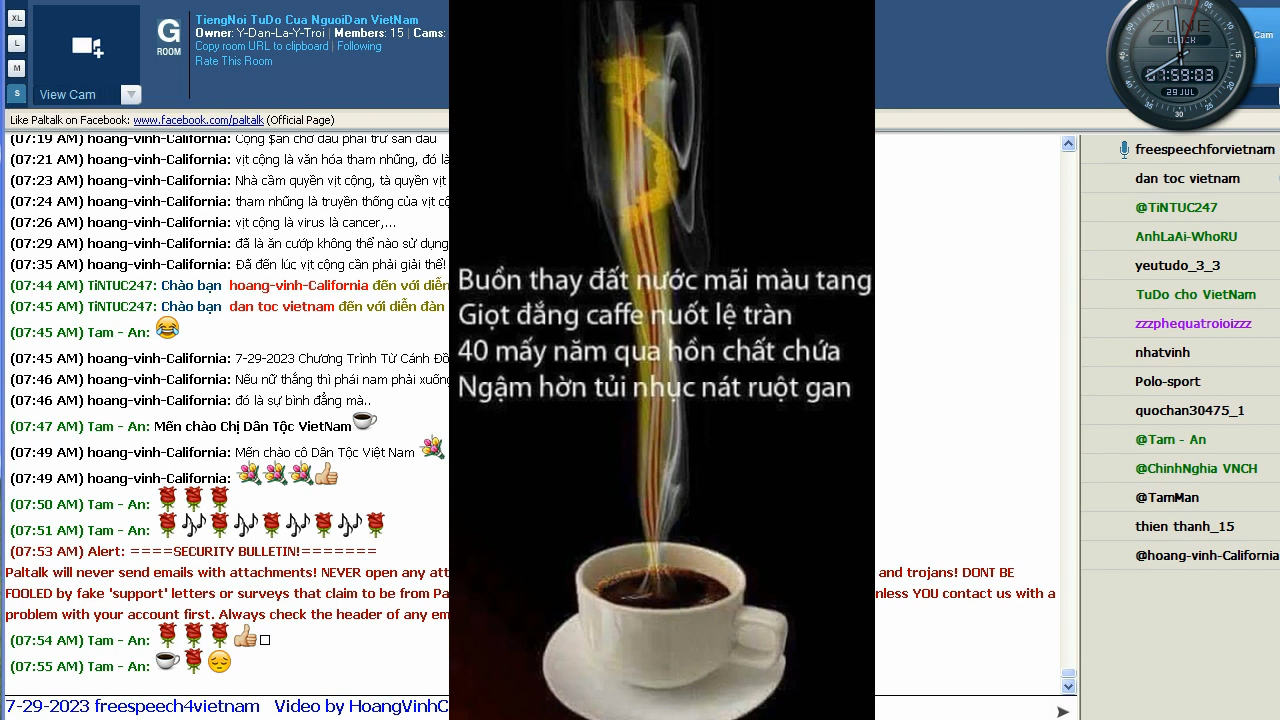 XL
L
M
S
View Cam
G
ROOM
TiengNoi TuDo Cua NguoiDan VietNam
Owner: Y-Dan-La-Y-Troi | Members: 15 | Cams:
Copy room URL to clipboard | Following
Rate This Room
ZUNE
CLOCK
07:59:03
29 JUL
Cam
Like Paltalk on Facebook: www.facebook.com/paltalk (Official Page)
(07:19 AM) hoang-vinh-California: Cộng $ản chớ đâu phải trư sản đâu
(07:21 AM) hoang-vinh-California: vịt cộng là văn hóa tham nhũng, đó là
(07:23 AM) hoang-vinh-California: Nhà cầm quyền vịt cộng, tà quyền vịt
(07:24 AM) hoang-vinh-California: tham nhũng là truyền thống của vịt cộ
(07:26 AM) hoang-vinh-California: vịt cộng là virus là cancer,...
(07:29 AM) hoang-vinh-California: đã là ăn cướp không thể nào sử dụng
(07:35 AM) hoang-vinh-California: Đã đến lúc vịt cộng cần phải giải thể!
(07:44 AM) TiNTUC247: Chào bạn hoang-vinh-California đến với diễn
(07:45 AM) TiNTUC247: Chào bạn dan toc vietnam đến với diễn đàn
(07:45 AM) Tam - An:
(07:45 AM) hoang-vinh-California: 7-29-2023 Chương Trình Từ Cánh Đồ
(07:46 AM) hoang-vinh-California: Nếu nữ thắng thì phái nam phải xuống
(07:46 AM) hoang-vinh-California: đó là sự bình đẳng mà..
(07:47 AM) Tam - An: Mến chào Chị Dân Tộc VietNam
(07:49 AM) hoang-vinh-California: Mến chào cô Dân Tộc Việt Nam
(07:49 AM) hoang-vinh-California:
(07:50 AM) Tam - An:
(07:51 AM) Tam - An:
(07:53 AM) Alert: ====SECURITY BULLETIN!=======
Paltalk will never send emails with attachments! NEVER open any att and trojans! DONT BE
FOOLED by fake 'support' letters or surveys that claim to be from Pa nless YOU contact us with a
problem with your account first. Always check the header of any em
(07:54 AM) Tam - An:
(07:55 AM) Tam - An:
7-29-2023 freespeech4vietnam Video by HoangVinhC
Buồn thay đất nước mãi màu tang
Giọt đắng caffe nuốt lệ tràn
40 mấy năm qua hồn chất chứa
Ngậm hờn tủi nhục nát ruột gan
freespeechforvietnam
dan toc vietnam
@TiNTUC247
AnhLaAi-WhoRU
yeutudo_3_3
TuDo cho VietNam
zzzphequatroioizzz
nhatvinh
Polo-sport
quochan30475_1
@Tam - An
@ChinhNghia VNCH
@TamMan
thien thanh_15
@hoang-vinh-California